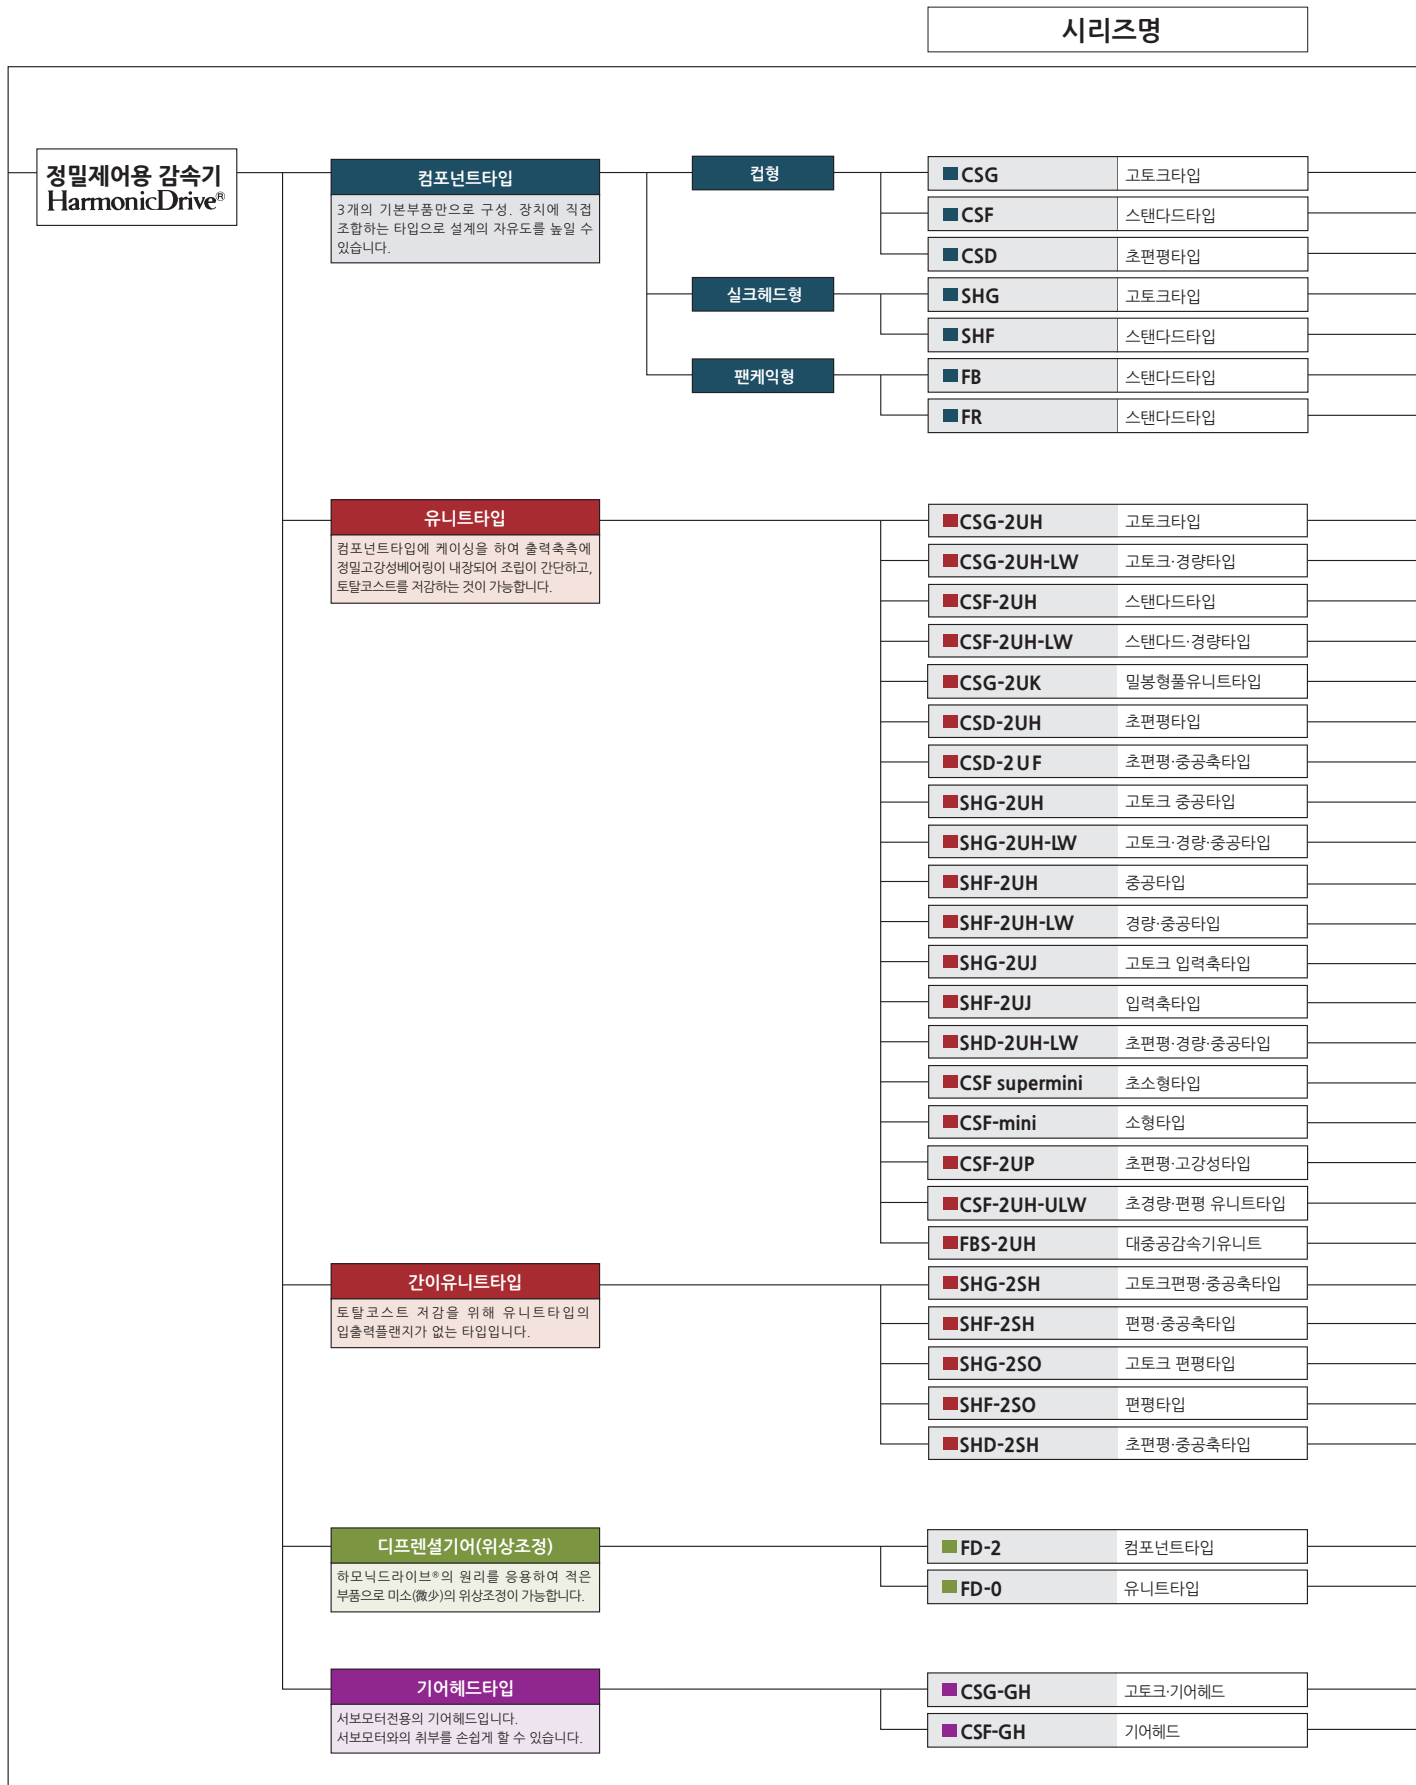 시리즈명
정밀제어용 감속기
HarmonicDrive®
컴포넌트타입
3개의 기본부품만으로 구성. 장치에 직접
조합하는 타입으로 설계의 자유도를 높일 수
있습니다.
컵형
CSG 고토크타입
CSF 스탠다드타입
CSD 초편평타입
실크헤드형
SHG 고토크타입
SHF 스탠다드타입
팬케익형
FB 스탠다드타입
FR 스탠다드타입
유니트타입
컴포넌트타입에 케이싱을 하여 출력축측에
정밀고강성베어링이 내장되어 조립이 간단하고,
토탈코스트를 저감하는 것이 가능합니다.
CSG-2UH 고토크타입
CSG-2UH-LW 고토크·경량타입
CSF-2UH 스탠다드타입
CSF-2UH-LW 스탠다드·경량타입
CSG-2UK 밀봉형풀유니트타입
CSD-2UH 초편평타입
CSD-2UF 초편평·중공축타입
SHG-2UH 고토크 중공타입
SHG-2UH-LW 고토크·경량·중공타입
SHF-2UH 중공타입
SHF-2UH-LW 경량·중공타입
SHG-2UJ 고토크 입력축타입
SHF-2UJ 입력축타입
SHD-2UH-LW 초편평·경량·중공타입
CSF supermini 초소형타입
CSF-mini 소형타입
CSF-2UP 초편평·고강성타입
CSF-2UH-ULW 초경량·편평 유니트타입
FBS-2UH 대중공감속기유니트
간이유니트타입
토탈코스트 저감을 위해 유니트타입의
입출력플랜지가 없는 타입입니다.
SHG-2SH 고토크편평·중공축타입
SHF-2SH 편평·중공축타입
SHG-2SO 고토크 편평타입
SHF-2SO 편평타입
SHD-2SH 초편평·중공축타입
디프렌셜기어(위상조정)
하모닉드라이브®의 원리를 응용하여 적은
부품으로 미소(微少)의 위상조정이 가능합니다.
FD-2 컴포넌트타입
FD-0 유니트타입
기어헤드타입
서보모터전용의 기어헤드입니다.
서보모터와의 취부를 손쉽게 할 수 있습니다.
CSG-GH 고토크·기어헤드
CSF-GH 기어헤드